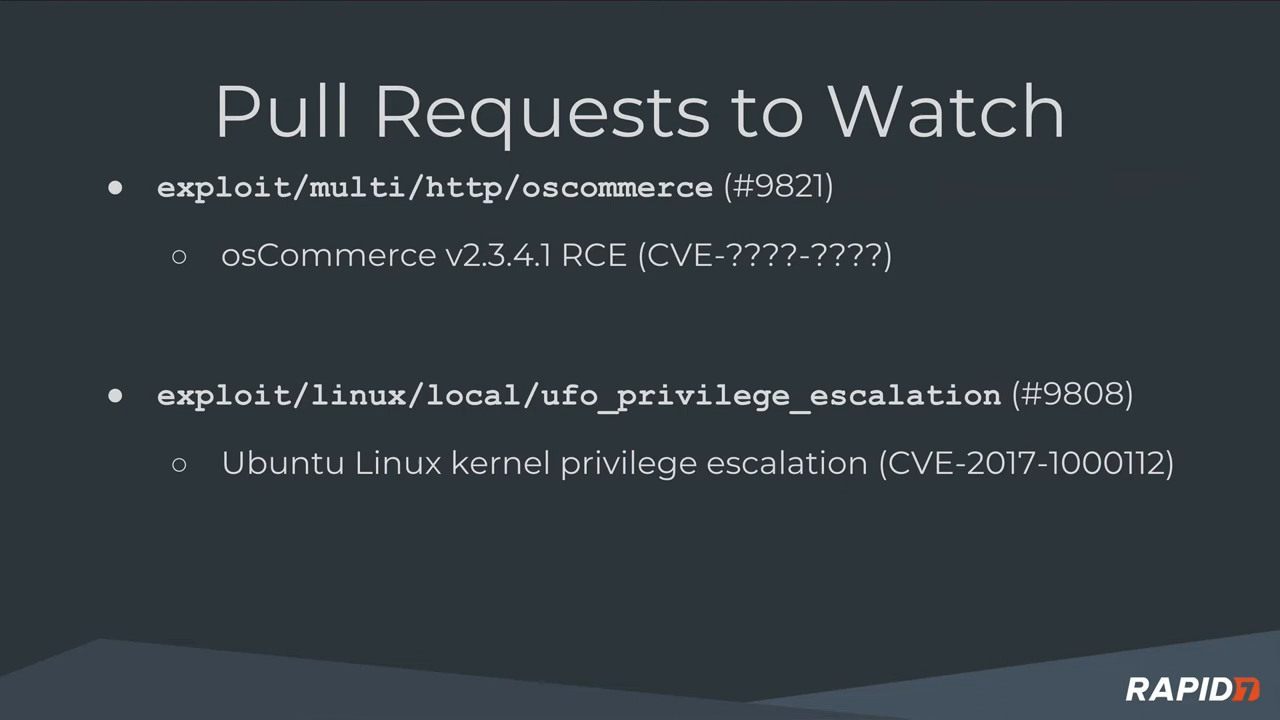 Pull Requests to Watch
● exploit/multi/http/oscommerce (#9821)
○ osCommerce v2.3.4.1 RCE (CVE-????-????)
● exploit/linux/local/ufo_privilege_escalation (#9808)
○ Ubuntu Linux kernel privilege escalation (CVE-2017-1000112)
RAPID7